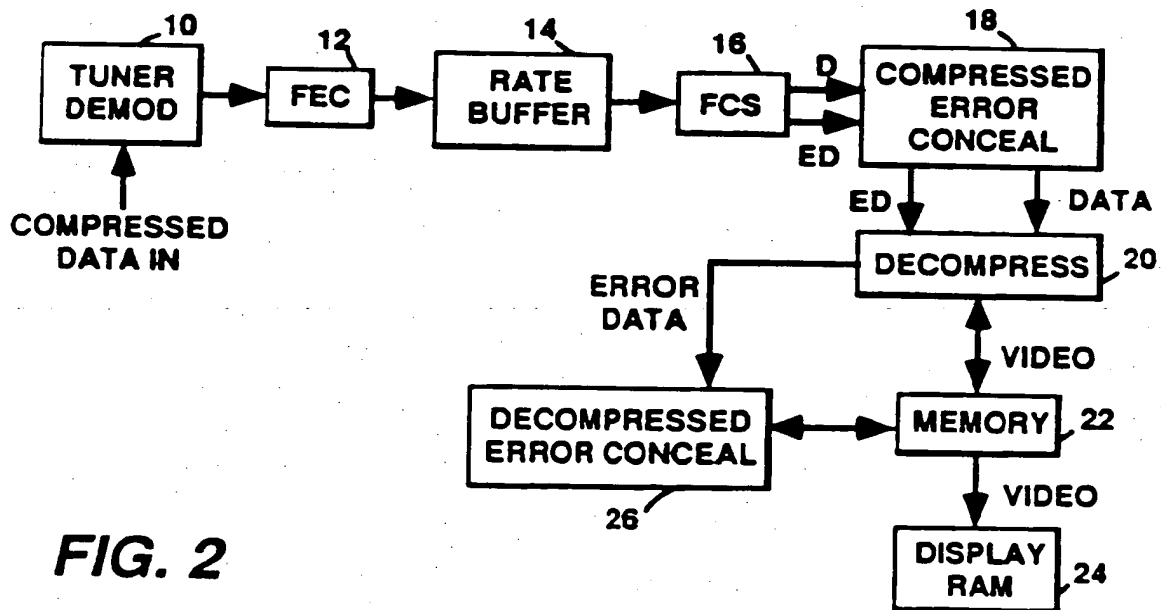 10
TUNER
DEMOD
12
FEC
14
RATE
BUFFER
16
FCS
D
ED
18
COMPRESSED
ERROR
CONCEAL
COMPRESSED
DATA IN
ED
DATA
DECOMPRESS
20
ERROR
DATA
VIDEO
DECOMPRESSED
ERROR CONCEAL
26
MEMORY
22
VIDEO
DISPLAY
RAM
24
FIG. 2